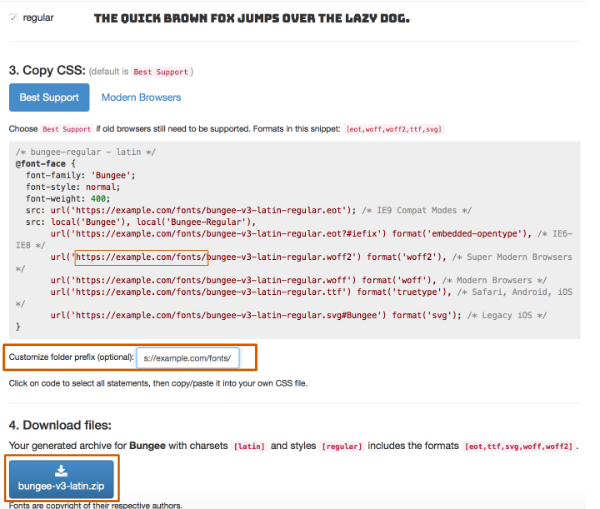 regular
THE QUICK BROWN FOX JUMPS OVER THE LAZY DOG.
3. Copy CSS: (default is Best Support)
Best Support
Modern Browsers
Choose Best Support if old browsers still need to be supported. Formats in this snippet: [eot,woff,woff2,ttf,svg]
/* bungee-regular - latin */
@font-face {
font-family: 'Bungee';
font-style: normal;
font-weight: 400;
src: url('https://example.com/fonts/bungee-v3-latin-regular.eot'); /* IE9 Compat Modes */
src: local('Bungee'), local('Bungee-Regular'),
url('https://example.com/fonts/bungee-v3-latin-regular.eot?#iefix') format('embedded-opentype'), /* IE6-
IE8 */
url('https://example.com/fonts/bungee-v3-latin-regular.woff2') format('woff2'), /* Super Modern Browsers
*/
url('https://example.com/fonts/bungee-v3-latin-regular.woff') format('woff'), /* Modern Browsers */
url('https://example.com/fonts/bungee-v3-latin-regular.ttf') format('truetype'), /* Safari, Android, iOS
*/
url('https://example.com/fonts/bungee-v3-latin-regular.svg#Bungee') format('svg'); /* Legacy iOS */
}
Customize folder prefix (optional): s://example.com/fonts/
Click on code to select all statements, then copy/paste it into your own CSS file.
4. Download files:
Your generated archive for Bungee with charsets [latin] and styles [regular] includes the formats [eot,ttf,svg,woff,woff2].
bungee-v3-latin.zip
Fonts are copyright of their respective authors.